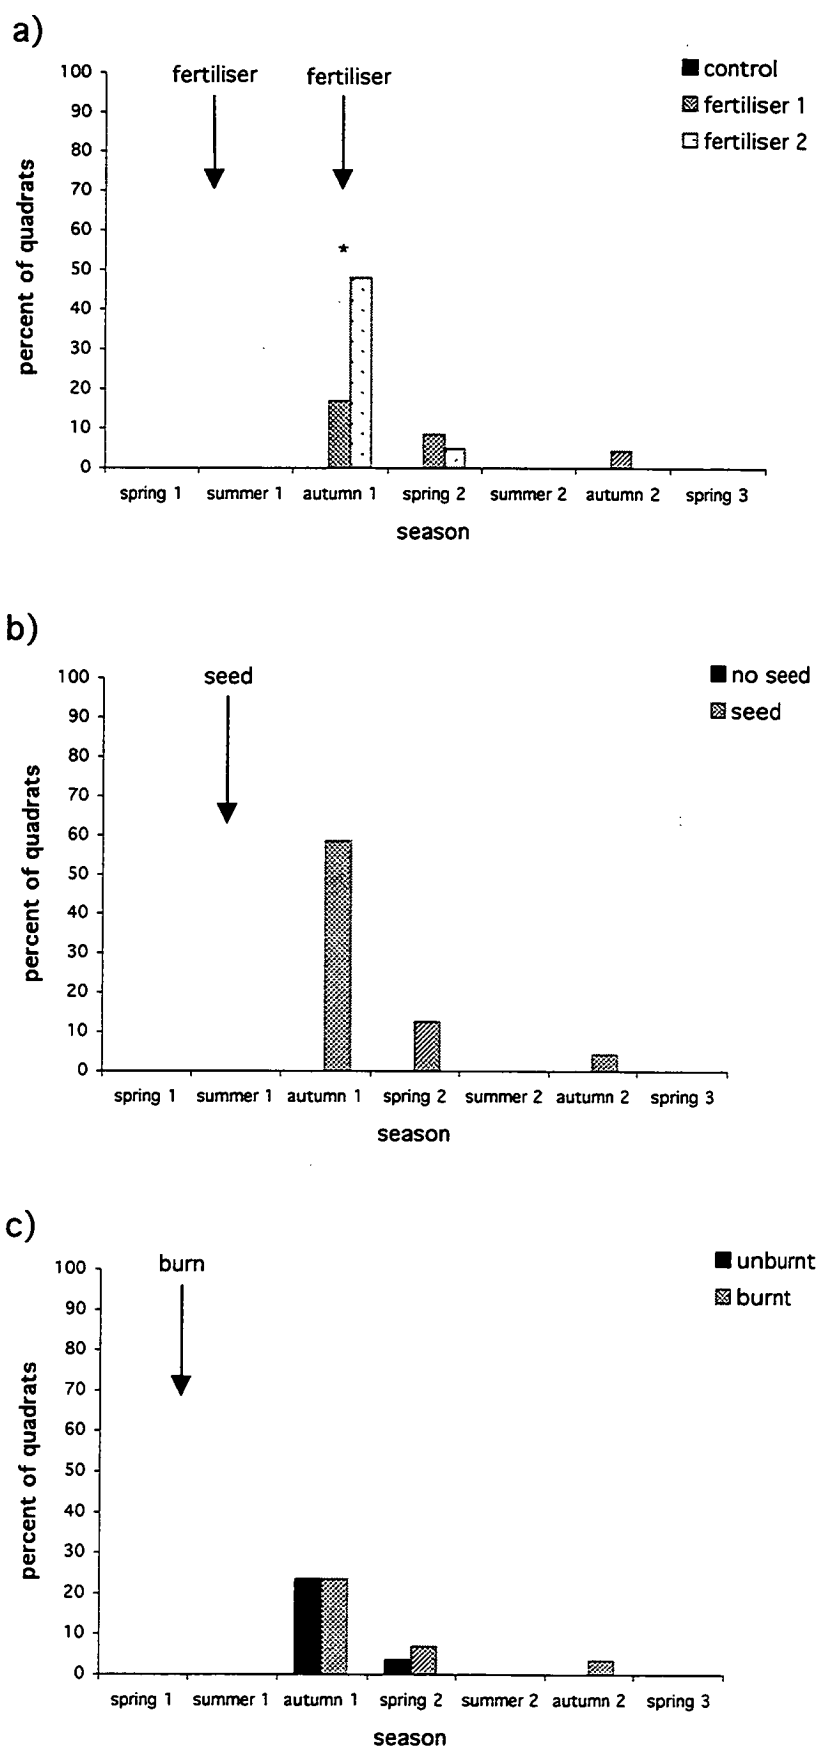 a)
fertiliser fertiliser
control
fertiliser 1
fertiliser 2
100
90
80
70
60
50
40
30
20
10
0
percent of quadrats
*
spring 1 summer 1 autumn 1 spring 2 summer 2 autumn 2 spring 3
season
b)
seed
no seed
seed
100
90
80
70
60
50
40
30
20
10
0
percent of quadrats
spring 1 summer 1 autumn 1 spring 2 summer 2 autumn 2 spring 3
season
c)
burn
unburnt
burnt
100
90
80
70
60
50
40
30
20
10
0
percent of quadrats
spring 1 summer 1 autumn 1 spring 2 summer 2 autumn 2 spring 3
season